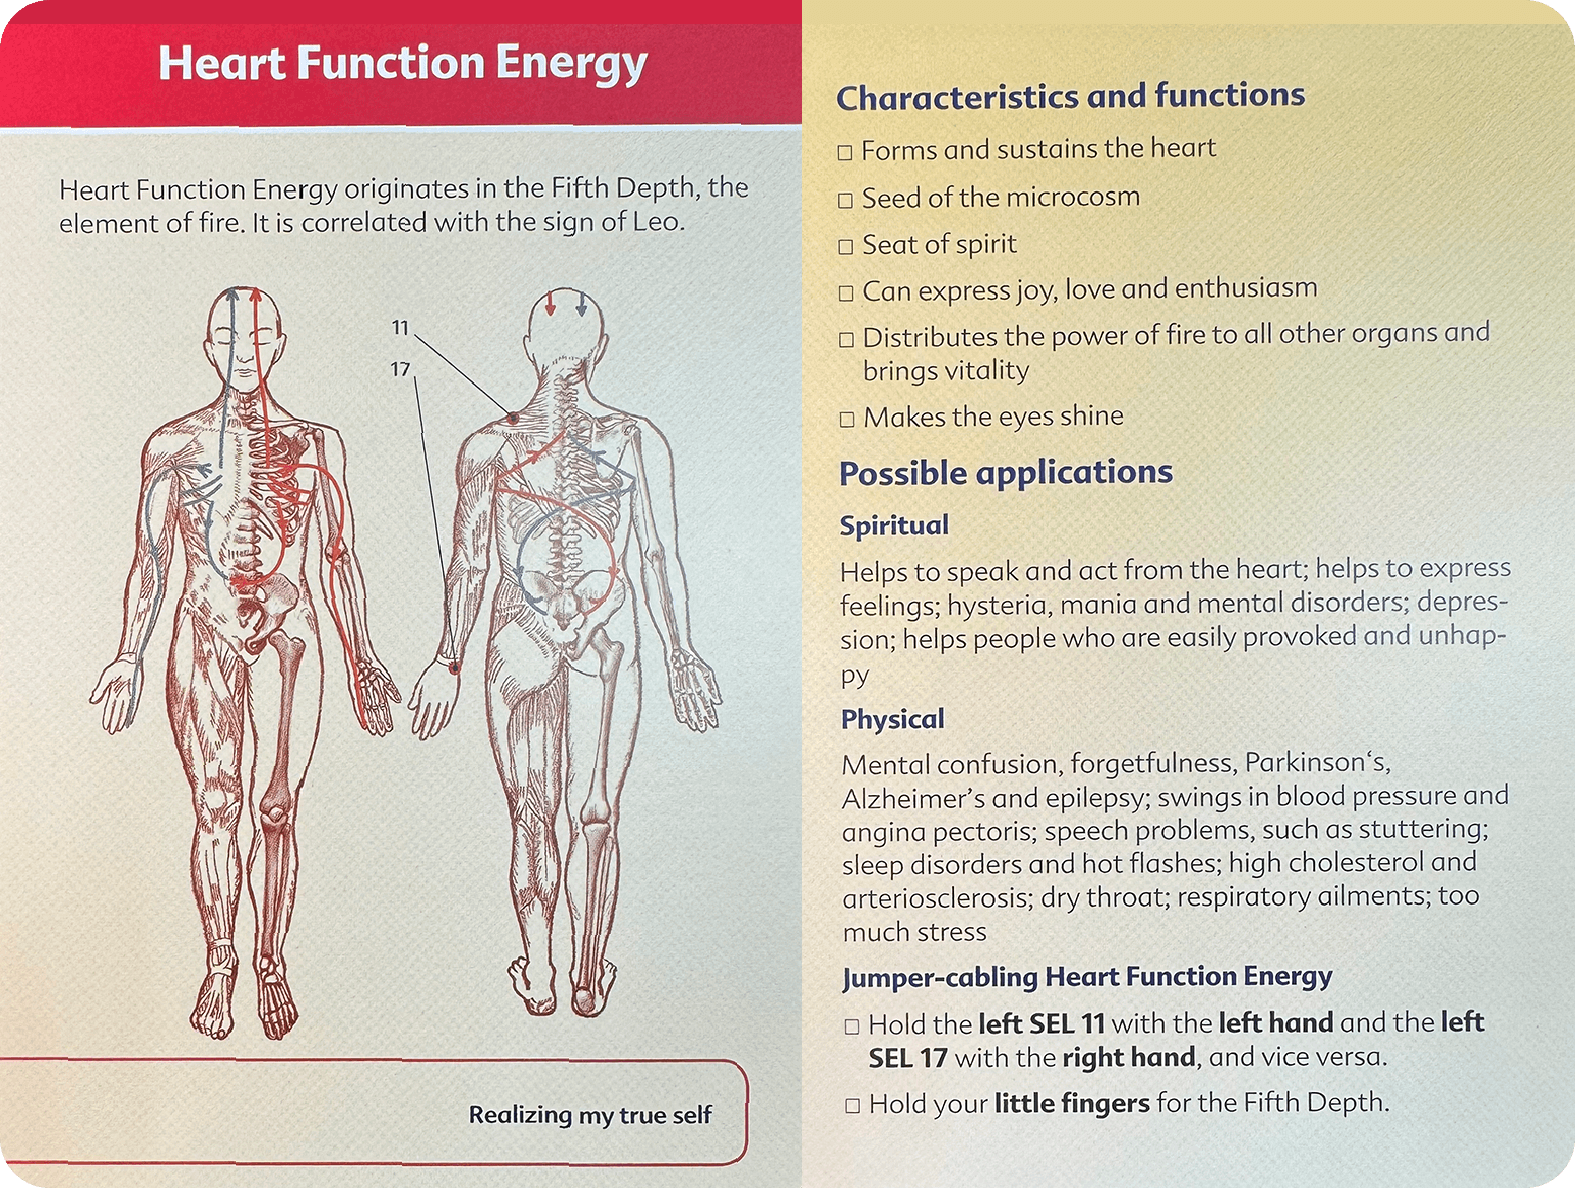 Heart Function Energy
Heart Function Energy originates in the Fifth Depth, the
element of fire. It is correlated with the sign of Leo.
11
17
Realizing my true self
Characteristics and functions
□ Forms and sustains the heart
□ Seed of the microcosm
□ Seat of spirit
□ Can express joy, love and enthusiasm
□ Distributes the power of fire to all other organs and
brings vitality
□ Makes the eyes shine
Possible applications
Spiritual
Helps to speak and act from the heart; helps to express
feelings; hysteria, mania and mental disorders; depres-
sion; helps people who are easily provoked and unhap-
py
Physical
Mental confusion, forgetfulness, Parkinson‘s,
Alzheimer’s and epilepsy; swings in blood pressure and
angina pectoris; speech problems, such as stuttering;
sleep disorders and hot flashes; high cholesterol and
arteriosclerosis; dry throat; respiratory ailments; too
much stress
Jumper-cabling Heart Function Energy
□ Hold the left SEL 11 with the left hand and the left
SEL 17 with the right hand, and vice versa.
□ Hold your little fingers for the Fifth Depth.